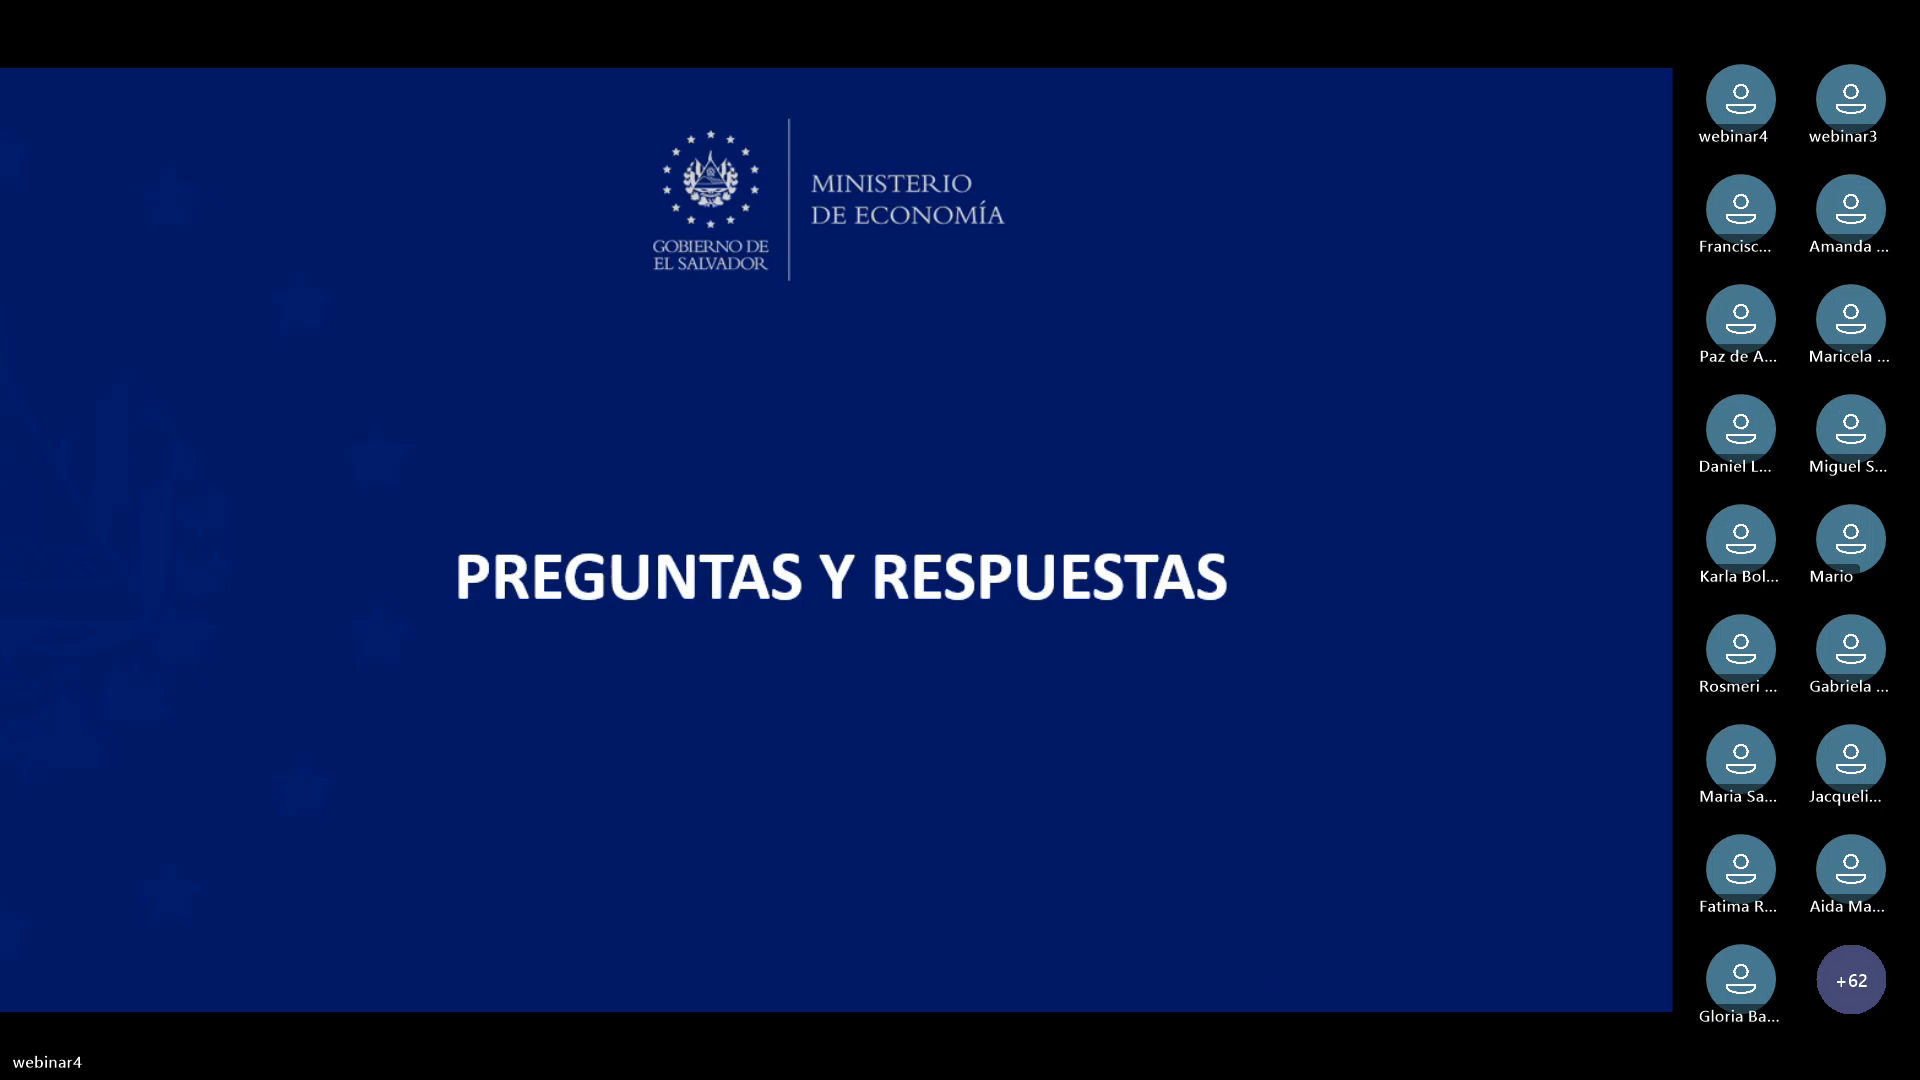 GOBIERNO DE
EL SALVADOR
MINISTERIO
DE ECONOMÍA
PREGUNTAS Y RESPUESTAS
webinar4
webinar3
Francisc...
Amanda ...
Paz de A...
Maricela ...
Daniel L...
Miguel S...
Karla Bol...
Mario
Rosmeri ...
Gabriela ...
Maria Sa...
Jacqueli...
Fatima R...
Aida Ma...
Gloria Ba...
+62
webinar4